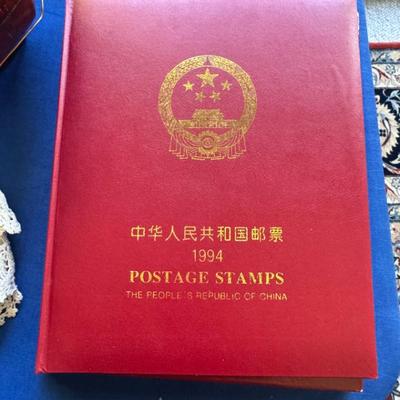 中华人民共和国邮票
1994
POSTAGE STAMPS
THE PEOPLE'S REPUBLIC OF CHINA